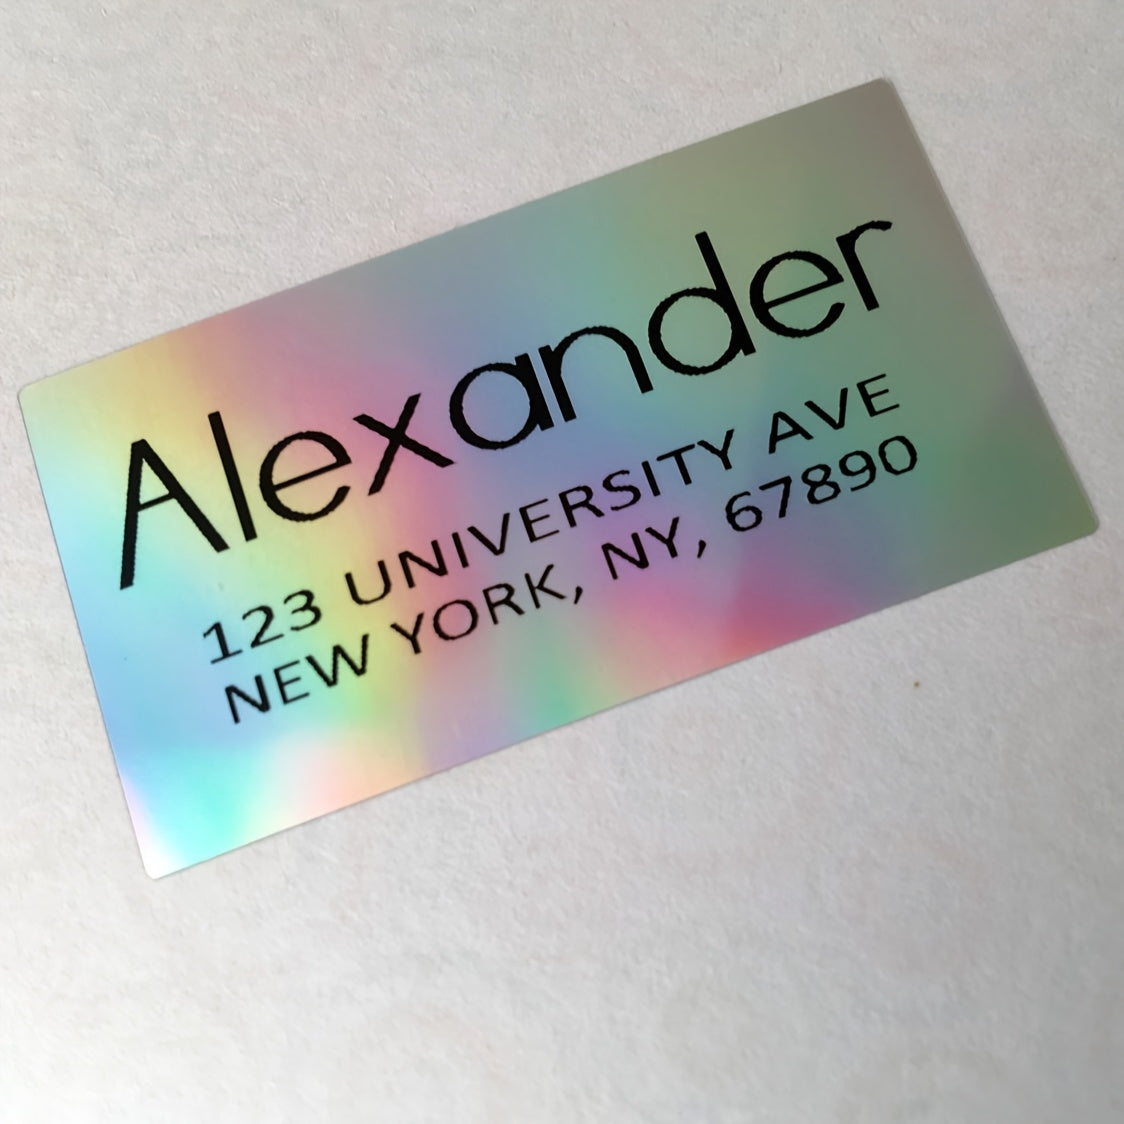 Alexander
123 UNIVERSITY AVE
NEW YORK, NY, 67890